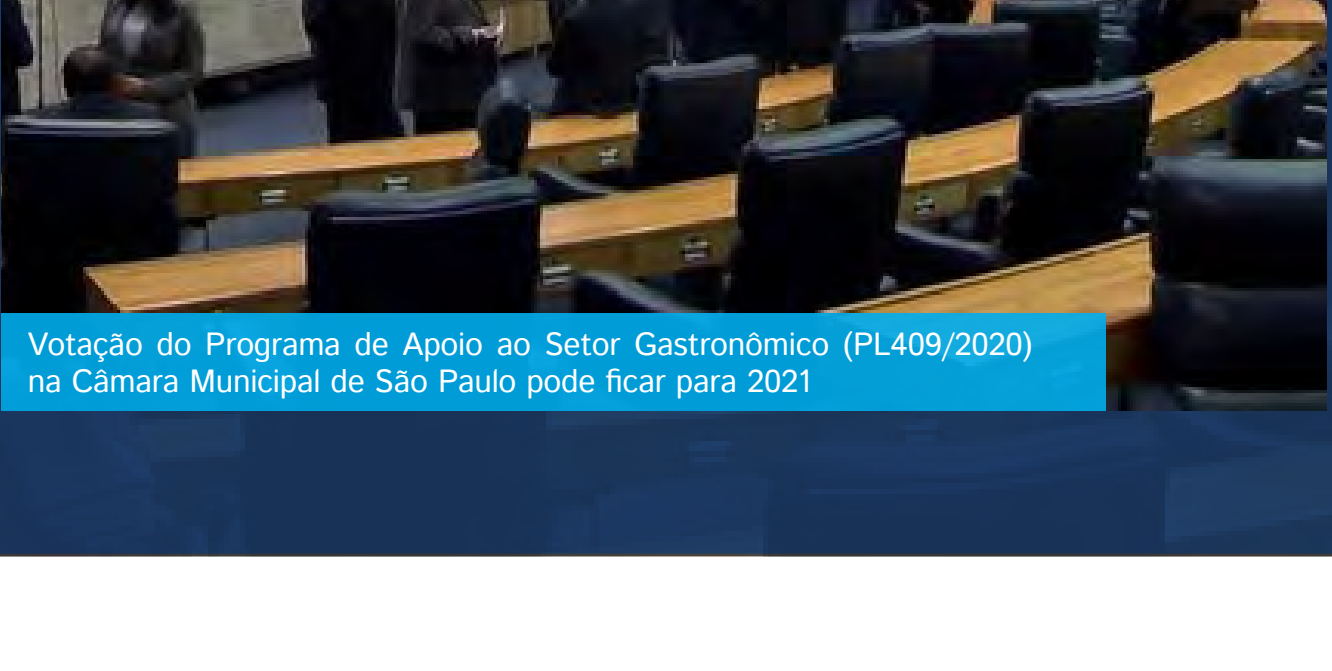 Votação do Programa de Apoio ao Setor Gastronômico (PL409/2020)
na Câmara Municipal de São Paulo pode ficar para 2021